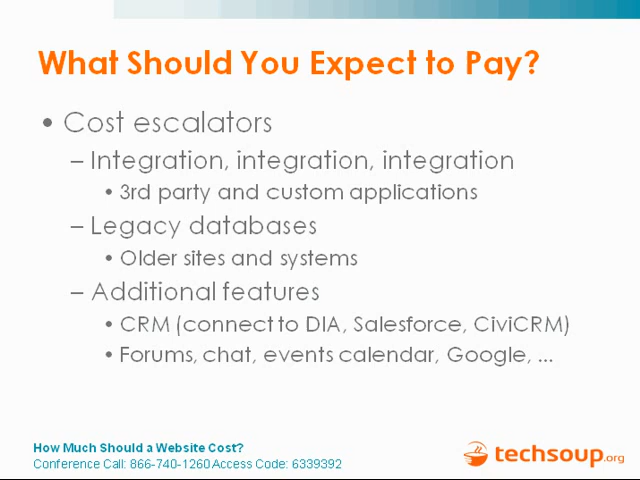 What Should You Expect to Pay?
• Cost escalators
– Integration, integration, integration
• 3rd party and custom applications
– Legacy databases
• Older sites and systems
– Additional features
• CRM (connect to DIA, Salesforce, CiviCRM)
• Forums, chat, events calendar, Google, ...
How Much Should a Website Cost?
Conference Call: 866-740-1260 Access Code: 6339392
techsoup.org